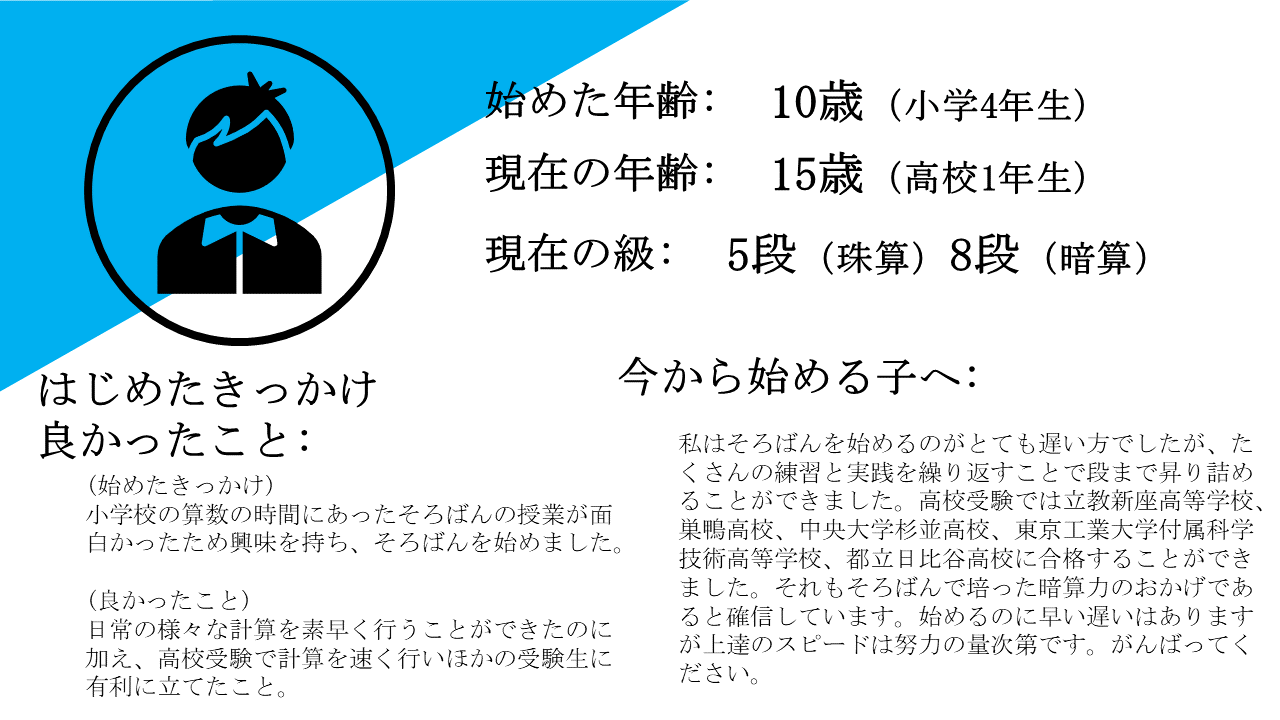 始めた年齢： 10歳（小学4年生）
現在の年齢： 15歳（高校1年生）
現在の級： 5段（珠算）8段（暗算）
はじめたきっかけ
良かったこと：
（始めたきっかけ）
小学校の算数の時間にあったそろばんの授業が面
白かったため興味を持ち、そろばんを始めました。
（良かったこと）
日常の様々な計算を素早く行うことができたのに
加え、高校受験で計算を速く行いほかの受験生に
有利に立てたこと。
今から始める子へ：
私はそろばんを始めるのがとても遅い方でしたが、た
くさんの練習と実践を繰り返すことで段まで昇り詰め
ることができました。高校受験では立教新座高等学校、
巣鴨高校、中央大学杉並高校、東京工業大学付属科学
技術高等学校、都立日比谷高校に合格することができ
ました。それもそろばんで培った暗算力のおかげであ
ると確信しています。始めるのに早い遅いはあります
が上達のスピードは努力の量次第です。がんばってく
ださい。